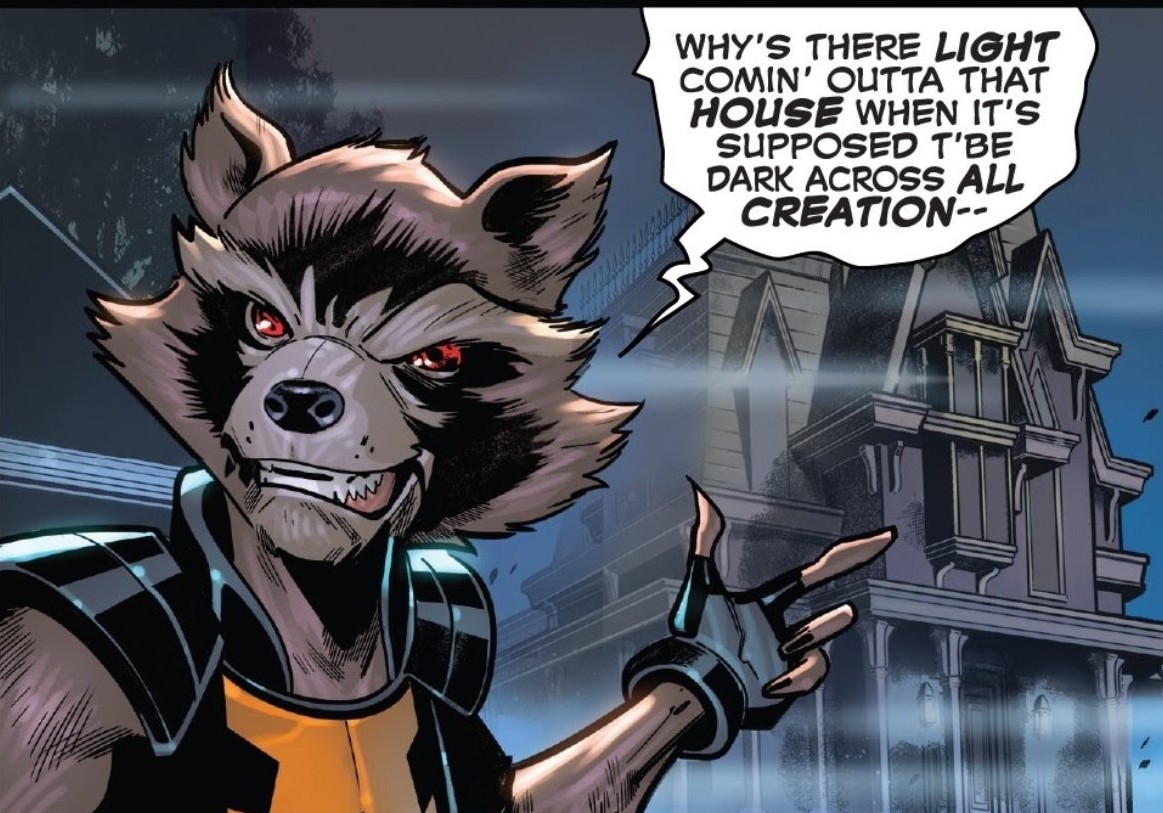 WHY'S THERE LIGHT
COMIN' OUTTA THAT
HOUSE WHEN IT'S
SUPPOSED T'BE
DARK ACROSS ALL
CREATION--